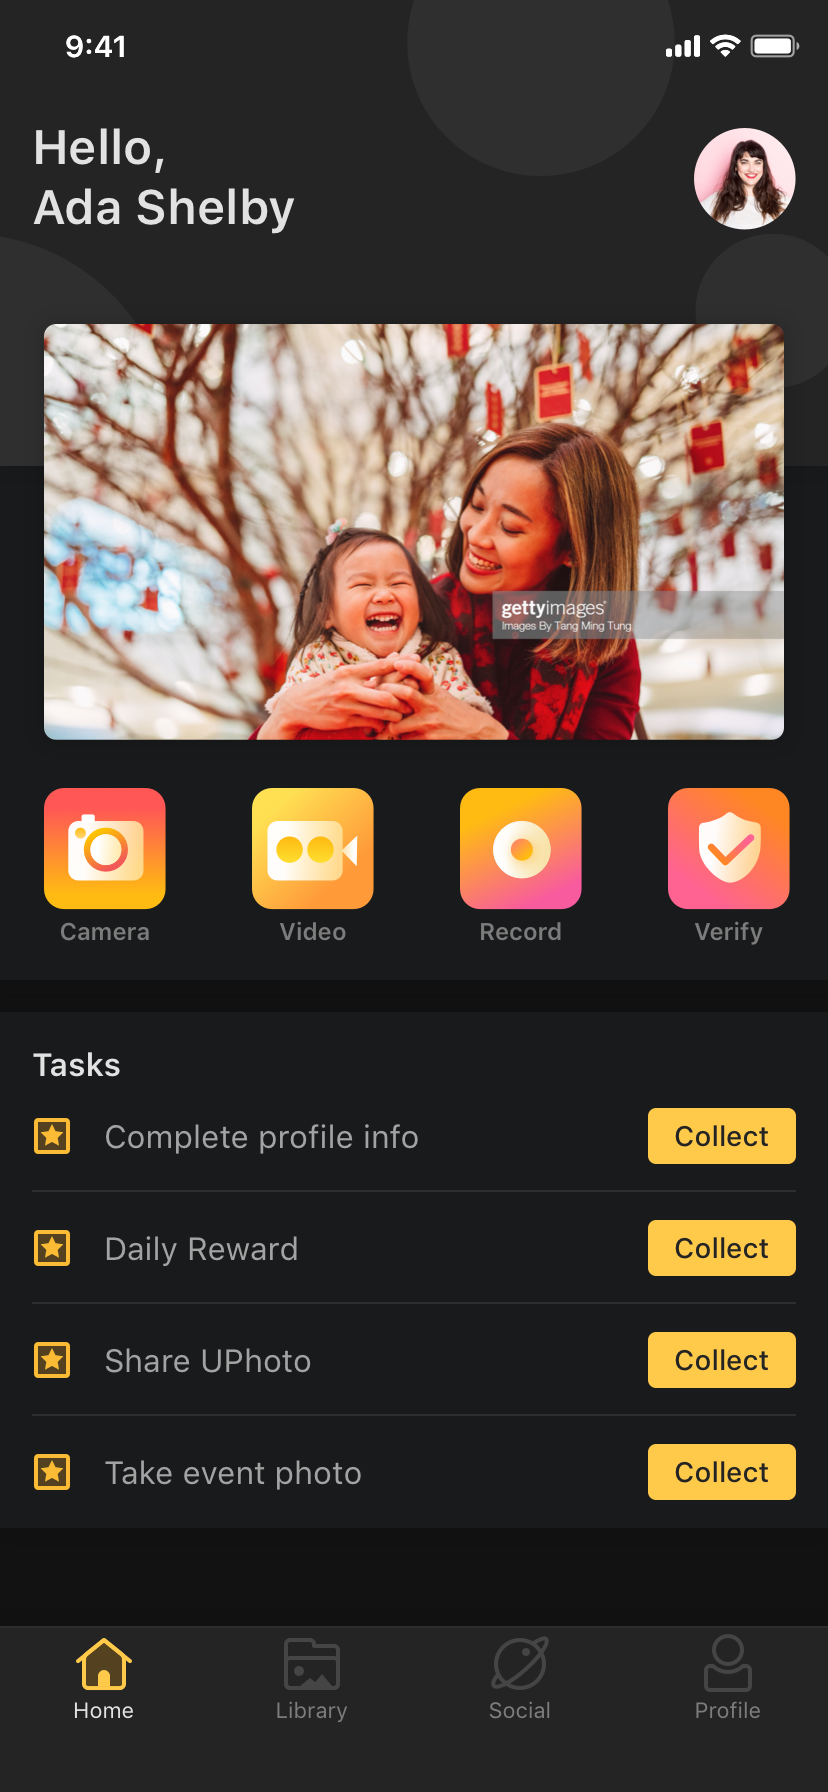 9:41
Hello,
Ada Shelby
gettyimages®
Images By Tang Ming Tung
Camera
Video
Record
Verify
Tasks
Complete profile info
Collect
Daily Reward
Collect
Share UPhoto
Collect
Take event photo
Collect
Home
Library
Social
Profile